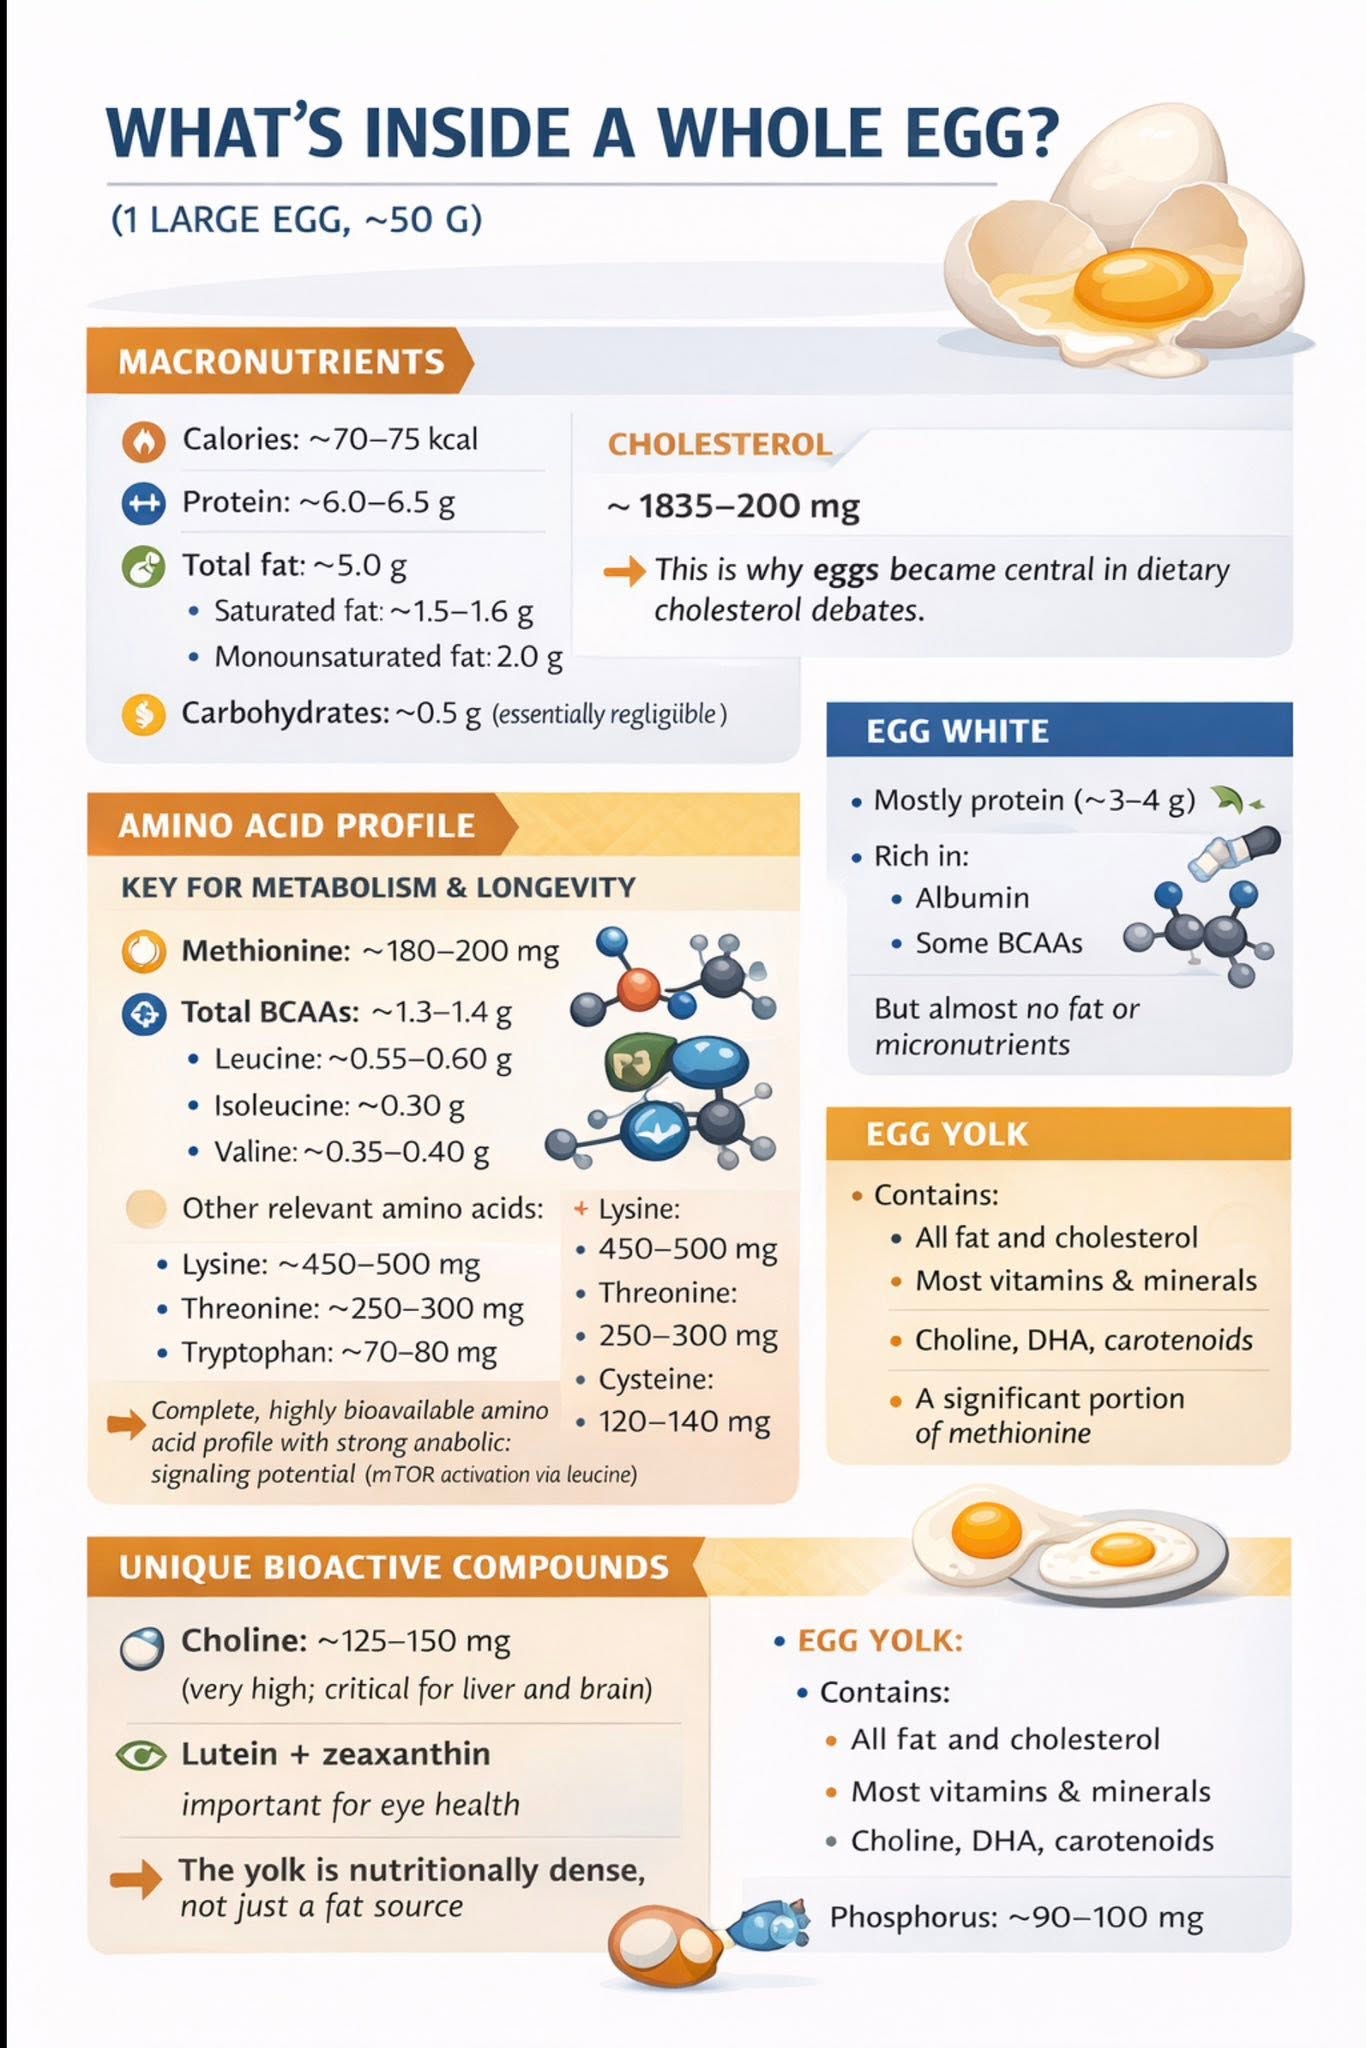 WHAT'S INSIDE A WHOLE EGG?
(1 LARGE EGG, ~50 G)
MACRONUTRIENTS
Calories: ~70–75 kcal
Protein: ~6.0–6.5 g
Total fat: ~5.0 g
• Saturated fat: ~1.5–1.6 g
• Monounsaturated fat: 2.0 g
Carbohydrates: ~0.5 g (essentially regligiible)
CHOLESTEROL
~ 1835–200 mg
This is why eggs became central in dietary
cholesterol debates.
EGG WHITE
• Mostly protein (~3–4 g)
• Rich in:
• Albumin
• Some BCAAs
But almost no fat or
micronutrients
AMINO ACID PROFILE
KEY FOR METABOLISM & LONGEVITY
Methionine: ~180–200 mg
Total BCAAs: ~1.3–1.4 g
• Leucine: ~0.55–0.60 g
• Isoleucine: ~0.30 g
• Valine: ~0.35–0.40 g
Other relevant amino acids:
• Lysine: ~450–500 mg
• Threonine: ~250–300 mg
• Tryptophan: ~70–80 mg
+ Lysine:
• 450–500 mg
• Threonine:
• 250–300 mg
• Cysteine:
• 120–140 mg
Complete, highly bioavailable amino
acid profile with strong anabolic:
signaling potential (mTOR activation via leucine)
EGG YOLK
• Contains:
• All fat and cholesterol
• Most vitamins & minerals
• Choline, DHA, carotenoids
• A significant portion
of methionine
UNIQUE BIOACTIVE COMPOUNDS
Choline: ~125–150 mg
(very high; critical for liver and brain)
Lutein + zeaxanthin
important for eye health
The yolk is nutritionally dense,
not just a fat source
• EGG YOLK:
• Contains:
• All fat and cholesterol
• Most vitamins & minerals
• Choline, DHA, carotenoids
Phosphorus: ~90–100 mg